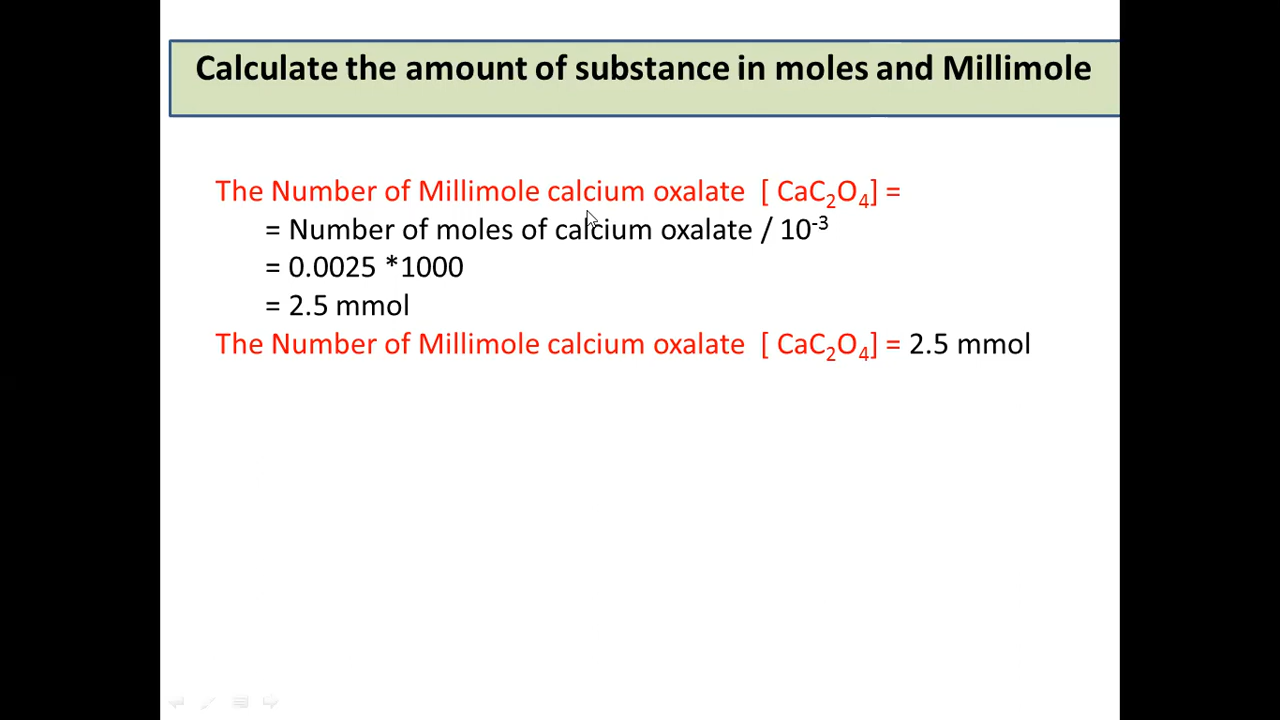 Calculate the amount of substance in moles and Millimole
The Number of Millimole calcium oxalate [ CaC₂O₄] =
= Number of moles of calcium oxalate / 10⁻³
= 0.0025 *1000
= 2.5 mmol
The Number of Millimole calcium oxalate [ CaC₂O₄] = 2.5 mmol